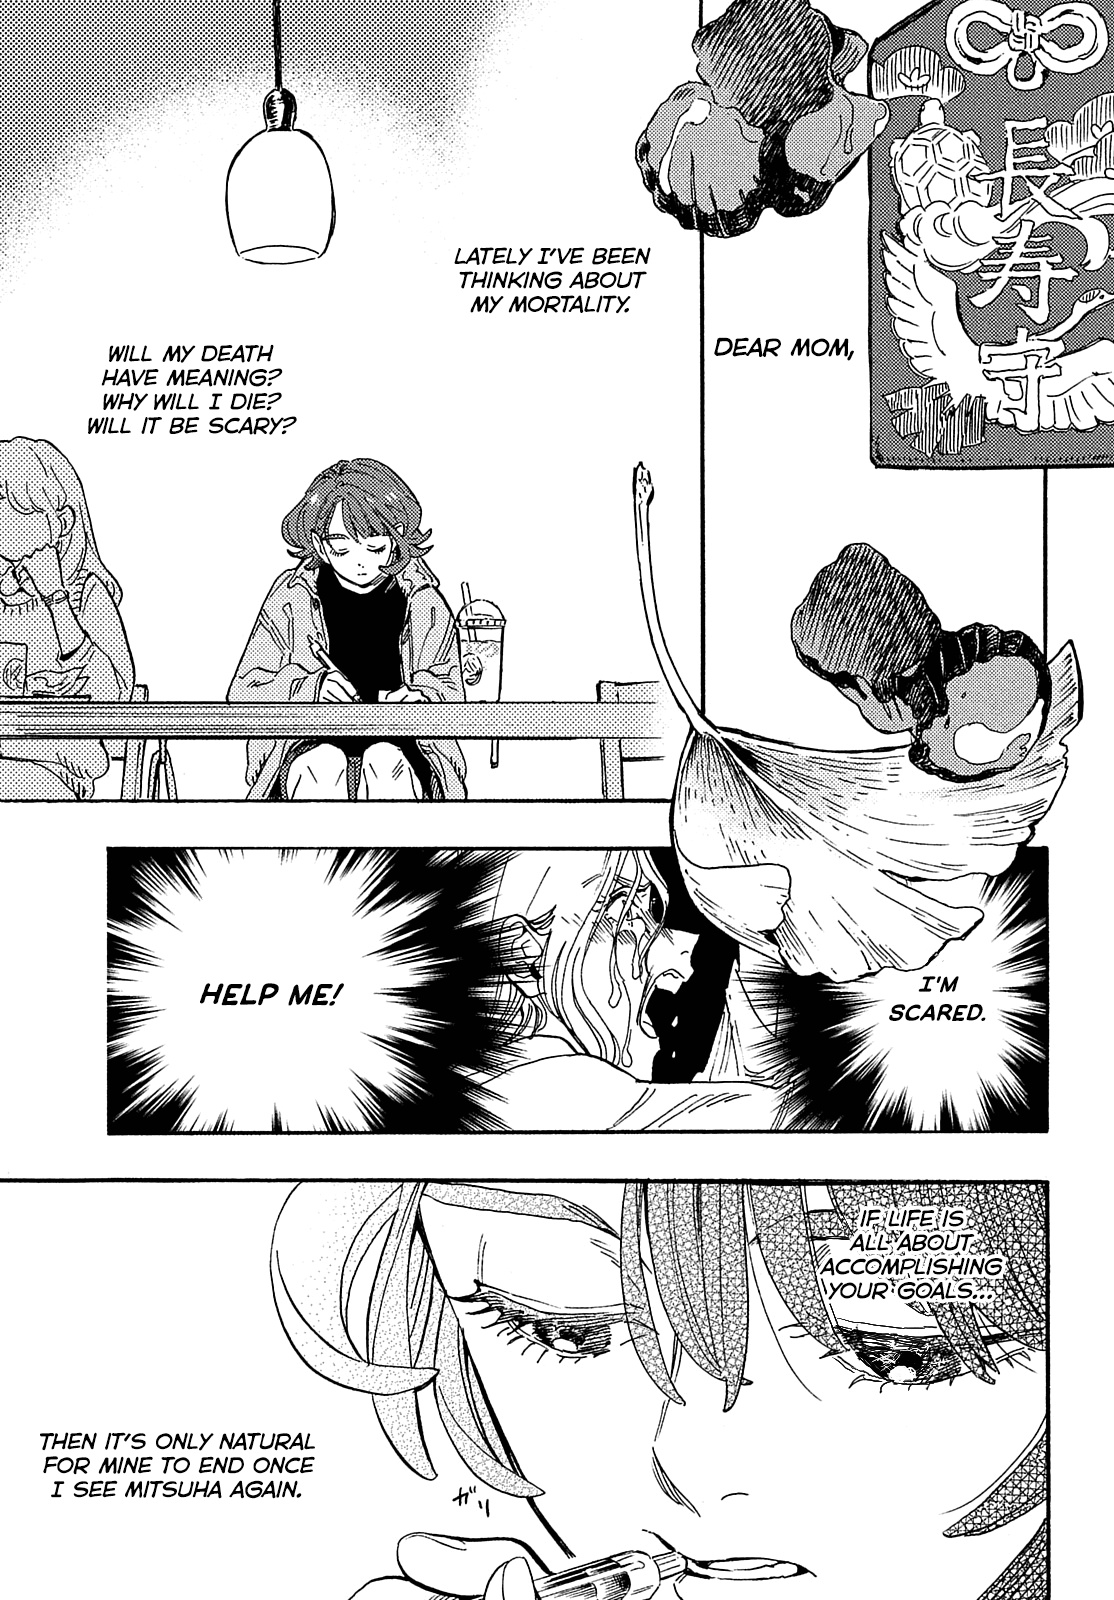 長寿守
DEAR MOM,
LATELY I'VE BEEN
THINKING ABOUT
MY MORTALITY.
WILL MY DEATH
HAVE MEANING?
WHY WILL I DIE?
WILL IT BE SCARY?
I'M
SCARED.
HELP ME!
IF LIFE IS
ALL ABOUT
ACCOMPLISHING
YOUR GOALS...
THEN IT'S ONLY NATURAL
FOR MINE TO END ONCE
I SEE MITSUHA AGAIN.
ガリ